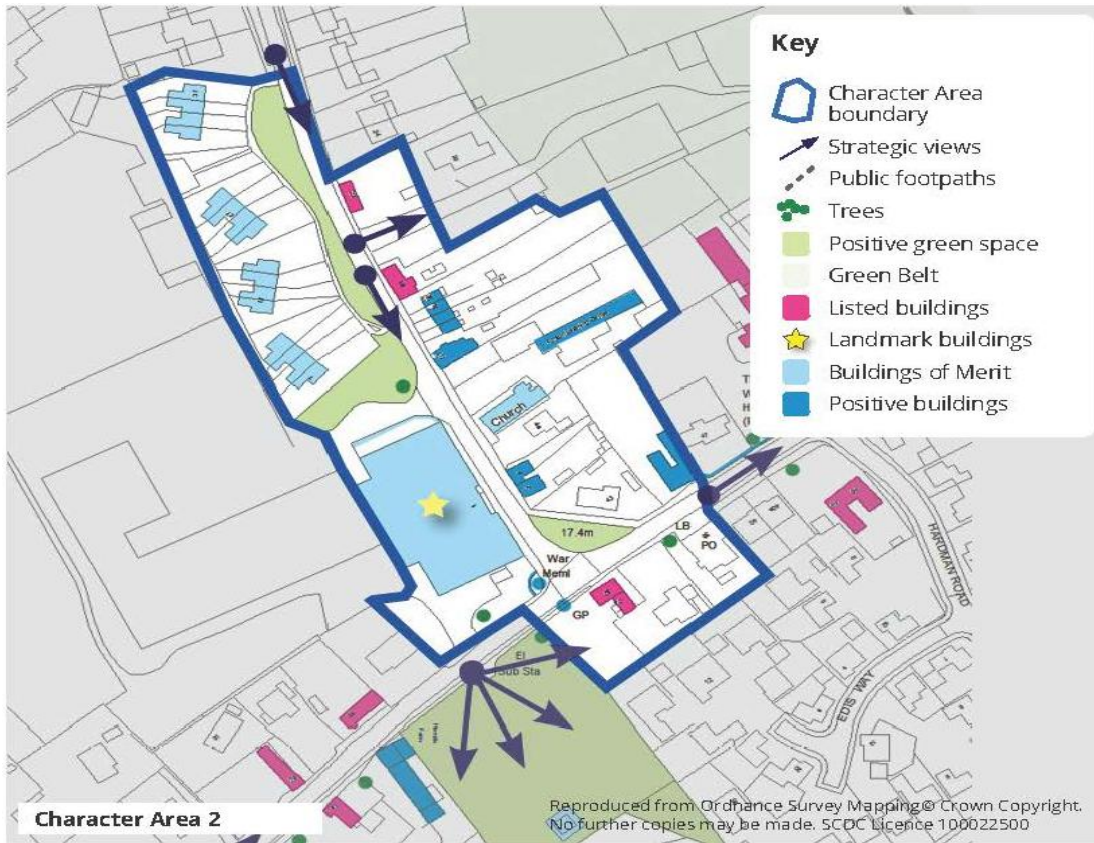 Key
Character Area
boundary
Strategic views
Public footpaths
Trees
Positive green space
Green Belt
Listed buildings
Landmark buildings
Buildings of Merit
Positive buildings
Church
17.4m
War
Meml
LB
PO
GP
El
Sub Sta
HARDMAN ROAD
EDIS WAY
Character Area 2
Reproduced from Ordnance Survey Mapping© Crown Copyright.
No further copies may be made. SCDC Licence 100022500